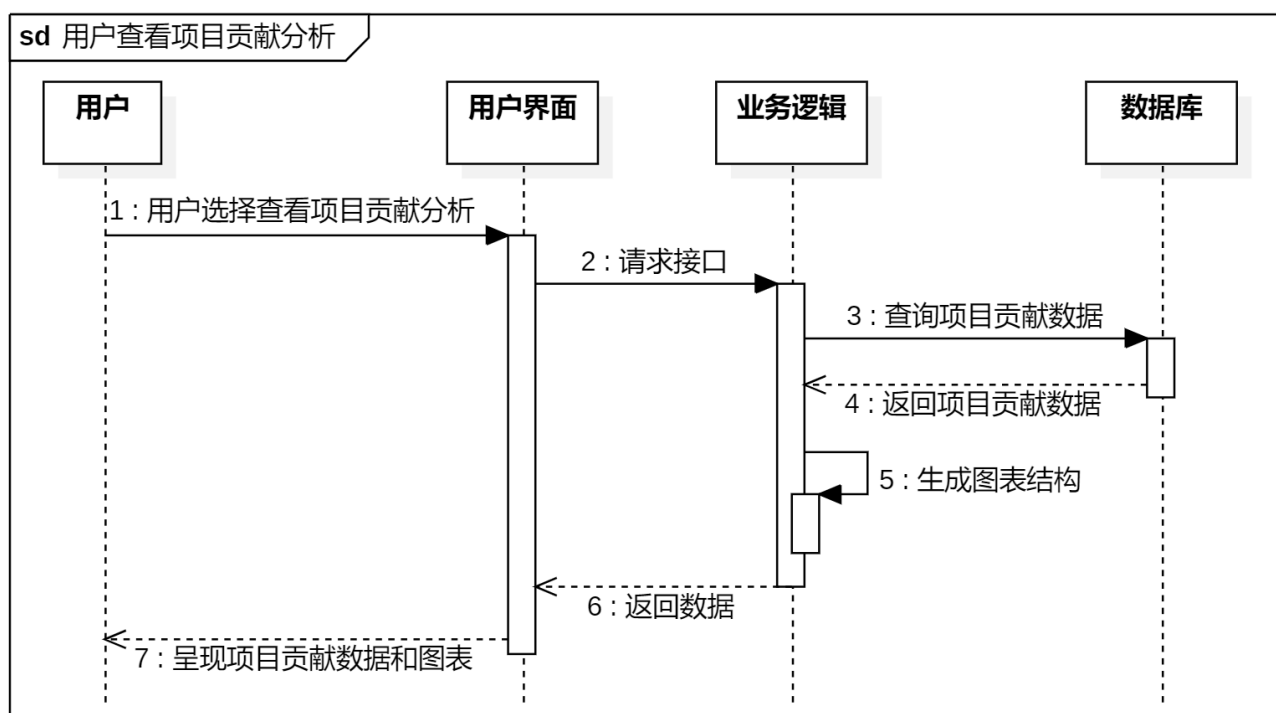 sd 用户查看项目贡献分析
用户
用户界面
业务逻辑
数据库
1 : 用户选择查看项目贡献分析
2 : 请求接口
3 : 查询项目贡献数据
4 : 返回项目贡献数据
5 : 生成图表结构
6 : 返回数据
7 : 呈现项目贡献数据和图表